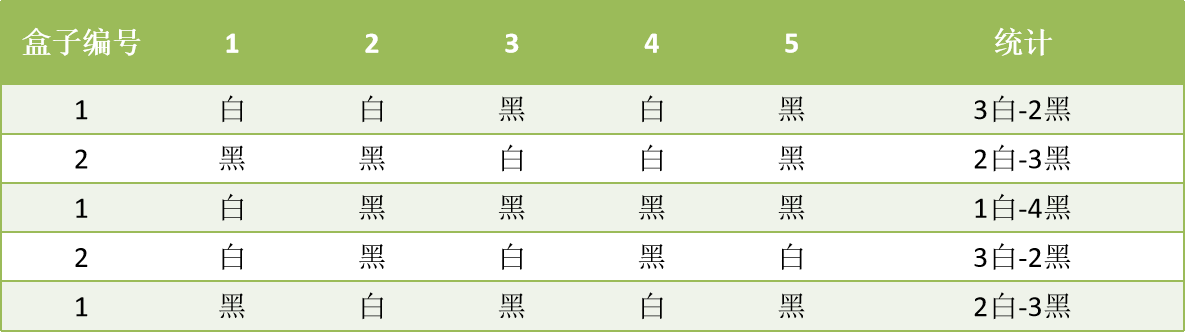 盒子编号 1 2 3 4 5 统计
1 白 白 黑 白 黑 3白-2黑
2 黑 黑 白 白 黑 2白-3黑
1 白 黑 黑 黑 黑 1白-4黑
2 白 黑 白 黑 白 3白-2黑
1 黑 白 黑 白 黑 2白-3黑